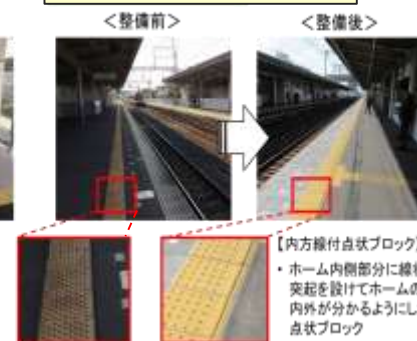 ＜整備前＞
＜整備後＞
【内方線付点状ブロック】
・ ホーム内側部分に線状
突起を設けてホームの
内外が分かるようにし
点状ブロック